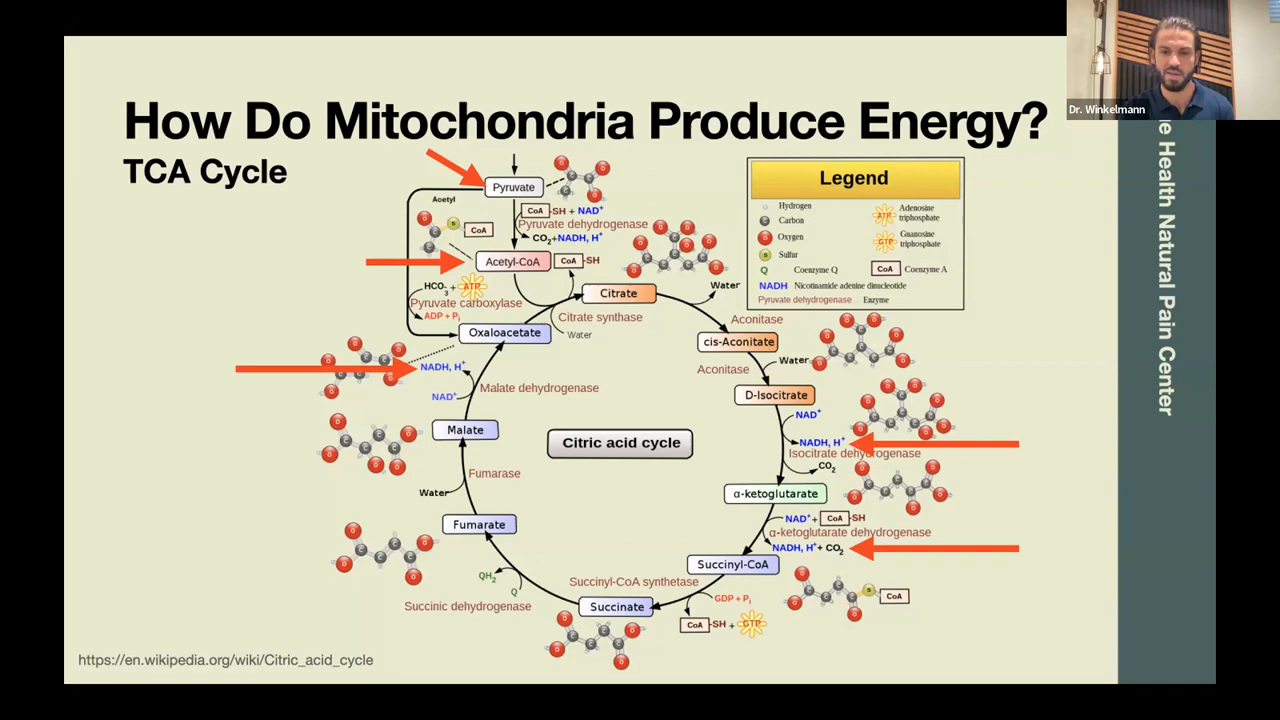 How Do Mitochondria Produce Energy?
TCA Cycle
Dr. Winkelmann
e Health Natural Pain Center
Pyruvate
Acetyl
CoA
S
CoA -SH + NAD+
Pyruvate dehydrogenase
CO2+NADH, H+
Acetyl-CoA
CoA -SH
HCO3- + ATP
Pyruvate carboxylase
ADP + Pi
Citrate
Water
Citrate synthase
Water
Oxaloacetate
Aconitase
cis-Aconitate
Water
Aconitase
D-Isocitrate
NAD+
NADH, H+
Isocitrate dehydrogenase
CO2
α-ketoglutarate
NAD+ + CoA -SH
α-ketoglutarate dehydrogenase
NADH, H+ + CO2
Succinyl-CoA
S
CoA
Succinyl-CoA synthetase
GDP + Pi
CoA -SH + GTP
Succinate
Succinic dehydrogenase
Q
QH2
Fumarate
Water
Fumarase
Malate
NAD+
Malate dehydrogenase
NADH, H+
Citric acid cycle
Legend
Hydrogen
C Carbon
O Oxygen
S Sulfur
Q Coenzyme Q
NADH Nicotinamide adenine dinucleotide
Pyruvate dehydrogenase Enzyme
ATP Adenosine triphosphate
GTP Guanosine triphosphate
CoA Coenzyme A
https://en.wikipedia.org/wiki/Citric_acid_cycle